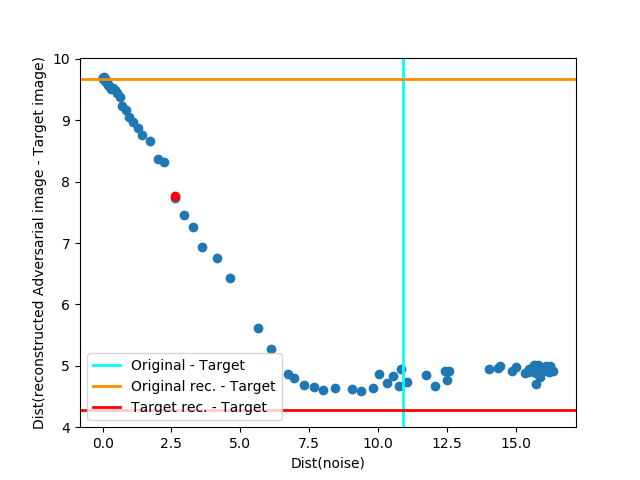 10
9
8
7
6
5
4
Dist(reconstructed Adversarial image - Target image)
Original - Target
Original rec. - Target
Target rec. - Target
0.0 2.5 5.0 7.5 10.0 12.5 15.0
Dist(noise)